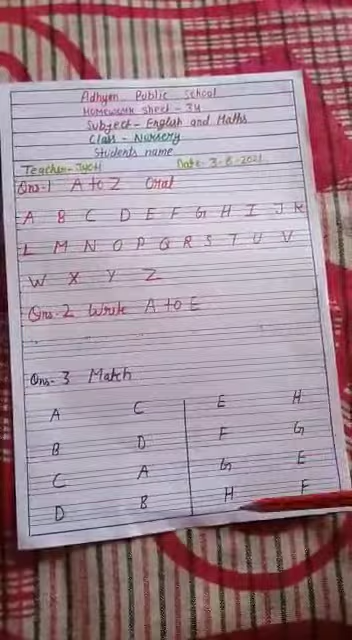 Adhyan Public School
HOMEWORK Sheet - 34
Subject - English and Maths
Class - Nursery
Students name
Teacher - Jyoti Date - 3-8-2021
Qns-1 A to Z Oral
A B C D E F G H I J K
L M N O P Q R S T U V
W X Y Z
Qns-2 Write A to E
Qns-3 Match
A C E H
B D F G
C A G E
D B H F